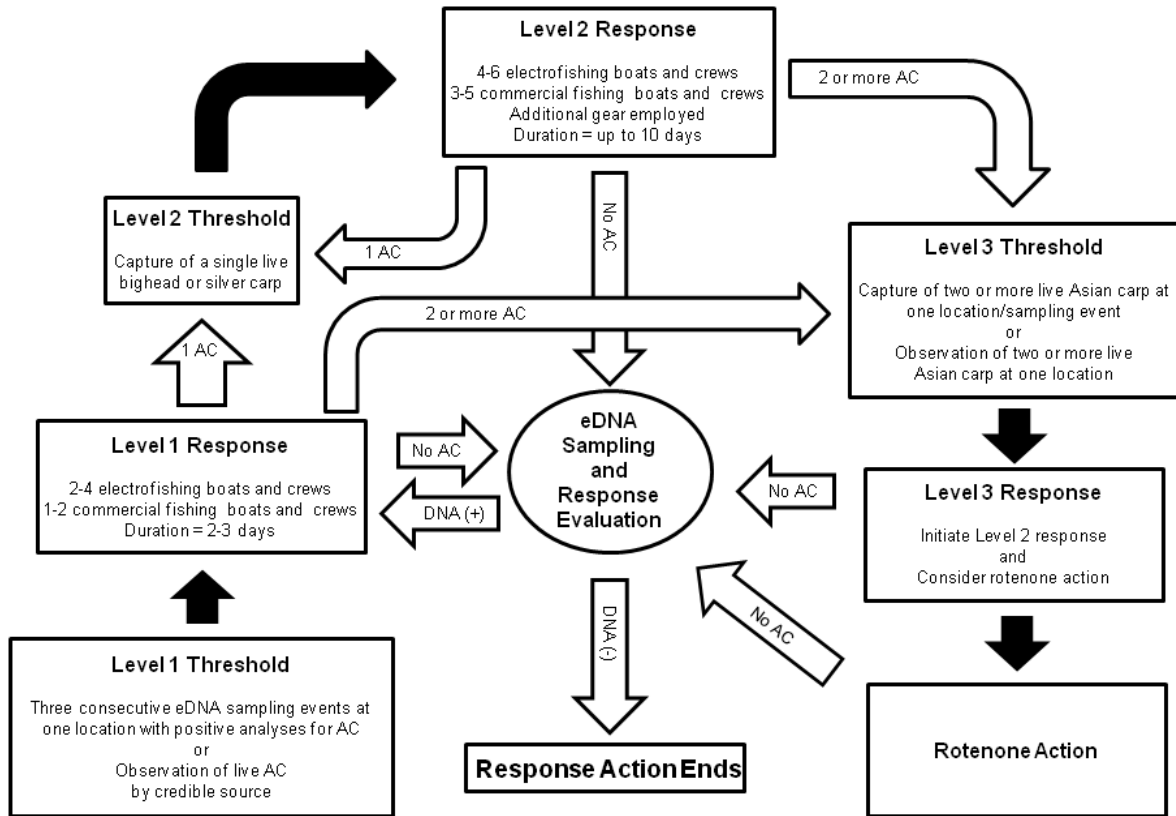 Level 2 Response
4-6 electrofishing boats and crews
3-5 commercial fishing boats and crews
Additional gear employed
Duration = up to 10 days
2 or more AC
Level 2 Threshold
Capture of a single live
bighead or silver carp
1 AC
No AC
Level 3 Threshold
Capture of two or more live Asian carp at
one location/sampling event
or
Observation of two or more live
Asian carp at one location
2 or more AC
1 AC
Level 1 Response
2-4 electrofishing boats and crews
1-2 commercial fishing boats and crews
Duration = 2-3 days
No AC
DNA (+)
eDNA
Sampling
and
Response
Evaluation
No AC
Level 3 Response
Initiate Level 2 response
and
Consider rotenone action
No AC
DNA (-)
Level 1 Threshold
Three consecutive eDNA sampling events at
one location with positive analyses for AC
or
Observation of live AC
by credible source
Response Action Ends
Rotenone Action